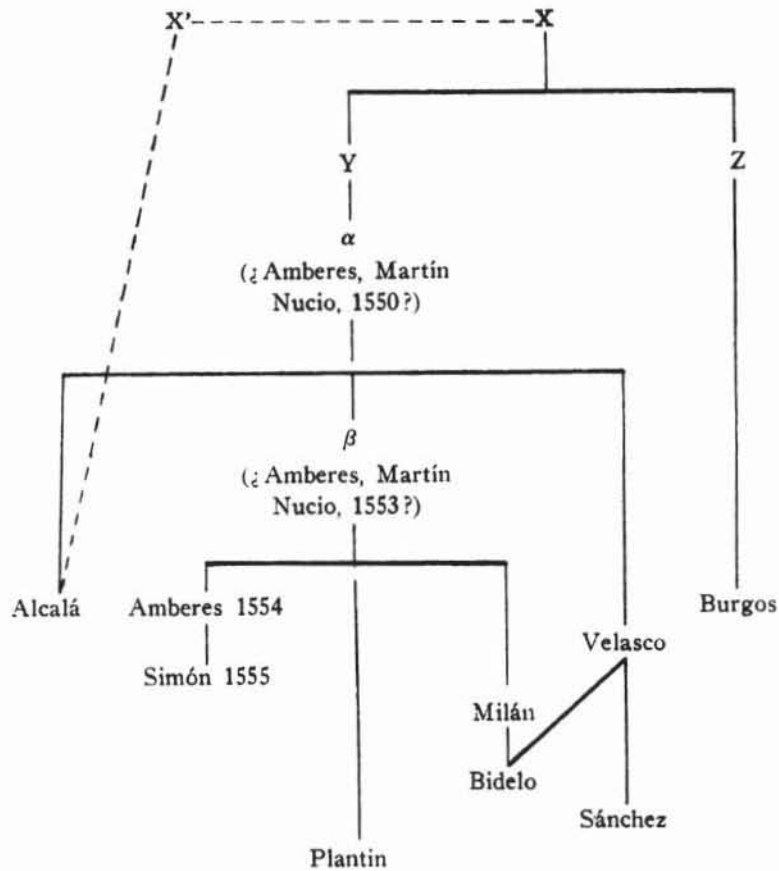 X' X
Y Z
α
(¿Amberes, Martín
Nucio, 1550?)
β
(¿Amberes, Martín
Nucio, 1553?)
Alcalá Amberes 1554 Burgos
Velasco
Simón 1555
Milán
Bidelo
Sánchez
Plantin